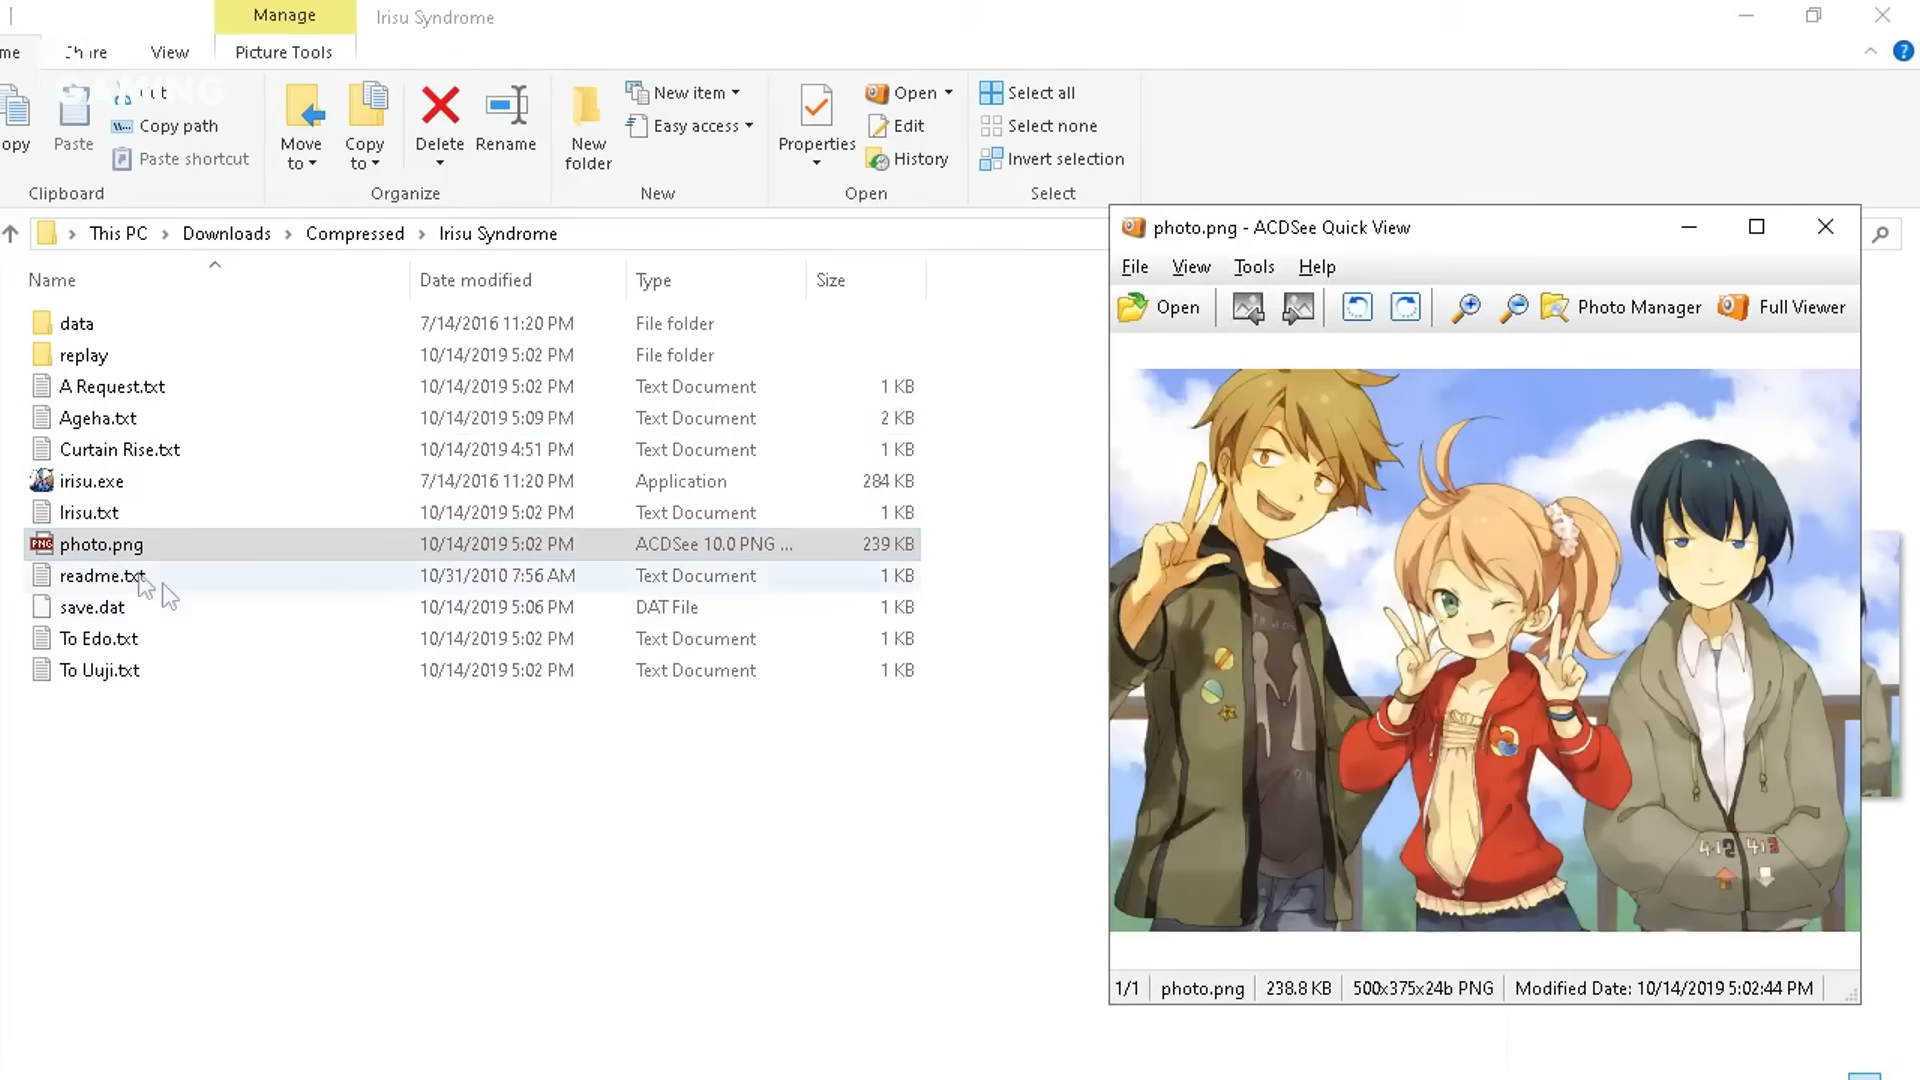 Manage
Irisu Syndrome
me
Share
View
Picture Tools
GAMING
opy
Paste
Cut
Copy path
Paste shortcut
Clipboard
Move to
Copy to
Delete
Rename
Organize
New folder
New item
Easy access
New
Properties
Open
Edit
History
Open
Select all
Select none
Invert selection
Select
This PC > Downloads > Compressed > Irisu Syndrome
Name Date modified Type Size
data 7/14/2016 11:20 PM File folder
replay 10/14/2019 5:02 PM File folder
A Request.txt 10/14/2019 5:02 PM Text Document 1 KB
Ageha.txt 10/14/2019 5:09 PM Text Document 2 KB
Curtain Rise.txt 10/14/2019 4:51 PM Text Document 1 KB
irisu.exe 7/14/2016 11:20 PM Application 284 KB
Irisu.txt 10/14/2019 5:02 PM Text Document 1 KB
PNG photo.png 10/14/2019 5:02 PM ACDSee 10.0 PNG ... 239 KB
readme.txt 10/31/2010 7:56 AM Text Document 1 KB
save.dat 10/14/2019 5:06 PM DAT File 1 KB
To Edo.txt 10/14/2019 5:02 PM Text Document 1 KB
To Uuji.txt 10/14/2019 5:02 PM Text Document 1 KB
photo.png - ACDSee Quick View
File View Tools Help
Open
Photo Manager
Full Viewer
412 413
1/1 photo.png 238.8 KB 500x375x24b PNG Modified Date: 10/14/2019 5:02:44 PM